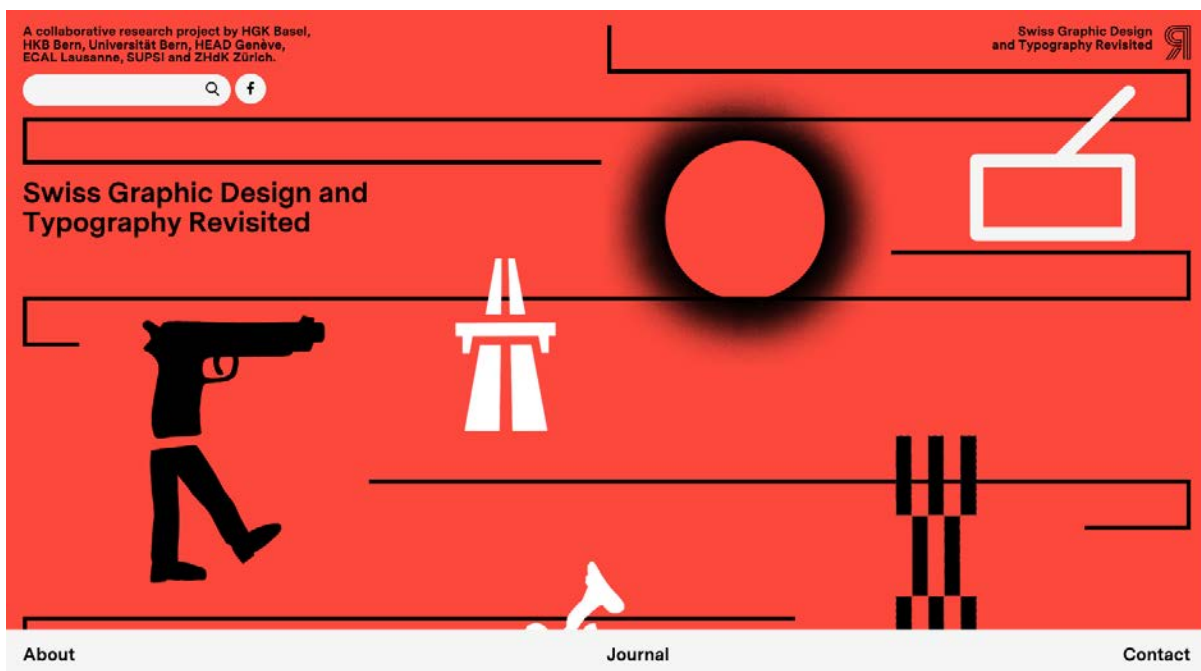 A collaborative research project by HGK Basel,
HKB Bern, Universität Bern, HEAD Genève,
ECAL Lausanne, SUPSI and ZHdK Zürich.
Swiss Graphic Design
and Typography Revisited
Swiss Graphic Design and
Typography Revisited
About
Journal
Contact